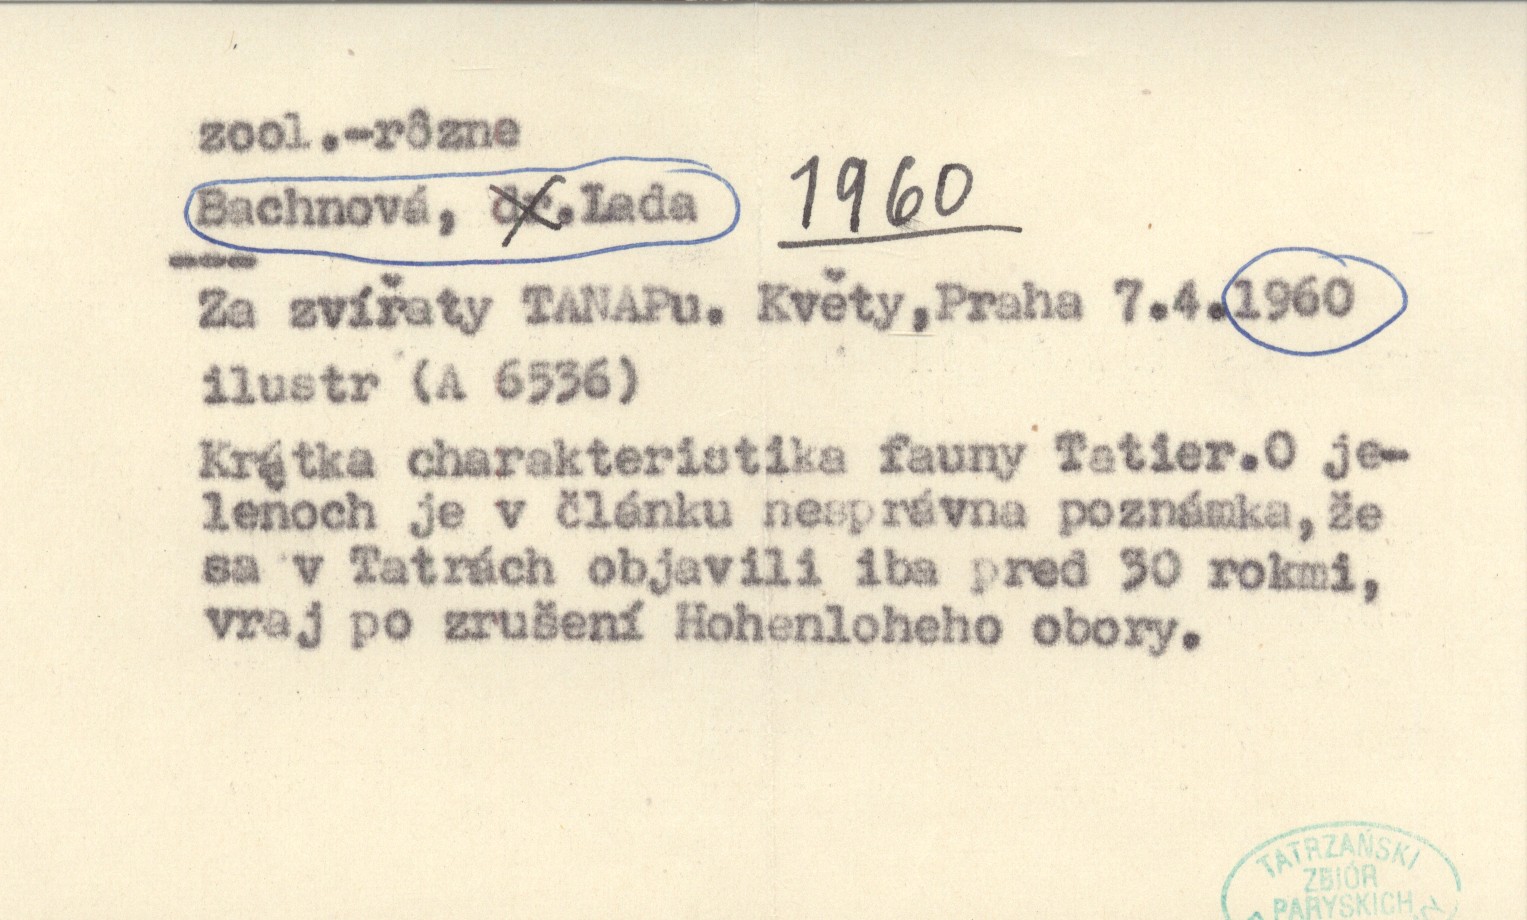 zool.-rôzne
Bachnová, dr.Lada 1960
---
Za zvířaty TANAPu. Květy,Praha 7.4.1960
ilustr (A 6536)
Krátka charakteristika fauny Tatier.O je-
lenoch je v článku nesprávna poznámka,že
sa v Tatrách objavili iba pred 30 rokmi,
vraj po zrušení Hohenloheho obory.
TATRZAŃSKI
ZBIÓR
PARYSKICH